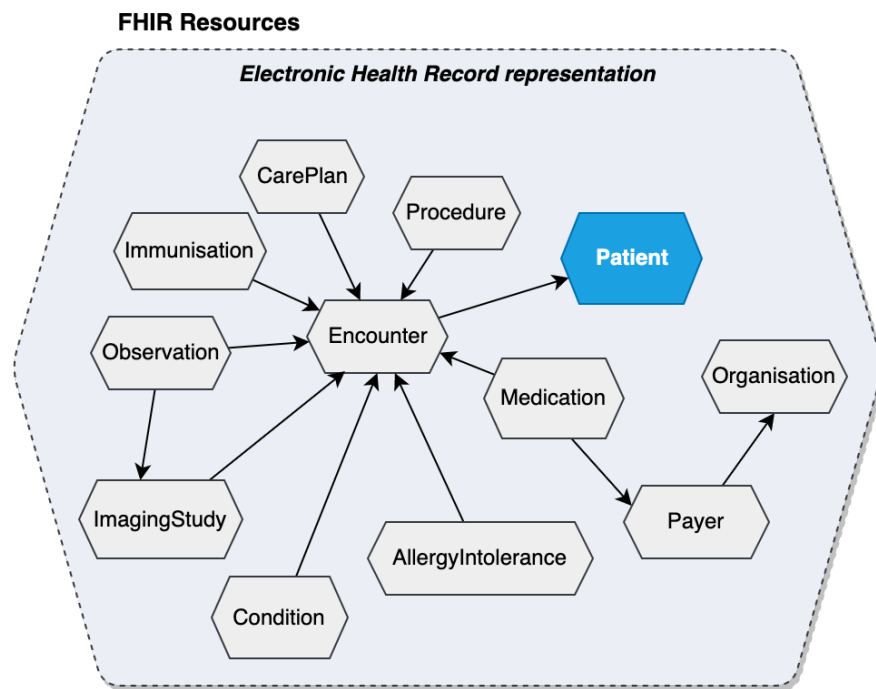 FHIR Resources
Electronic Health Record representation
CarePlan
Procedure
Immunisation
Patient
Encounter
Observation
Organisation
Medication
ImagingStudy
Payer
AllergyIntolerance
Condition